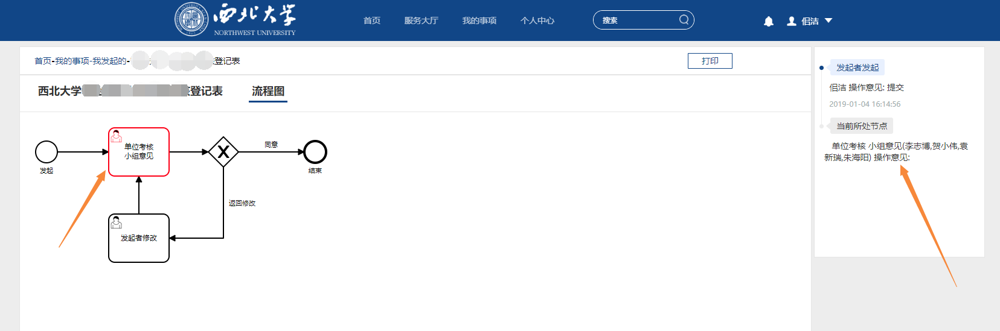 西北大学
NORTHWEST UNIVERSITY
首页 服务大厅 我的事项 个人中心
搜索
佀洁
首页-我的事项-我发起的- 登记表
打印
西北大学 登记表 流程图
发起
单位考核
小组意见
同意
结束
返回修改
发起者修改
发起者发起
佀洁 操作意见: 提交
2019-01-04 16:14:56
当前所处节点
单位考核 小组意见(李志博,贺小伟,袁
新瑞,朱海阳) 操作意见: